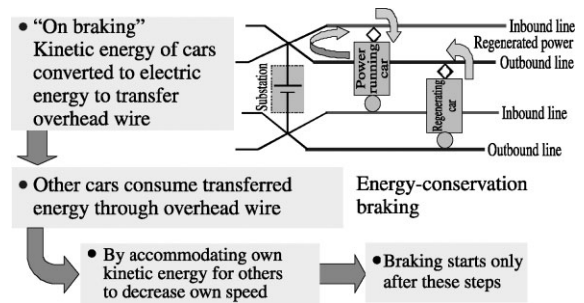 • “On braking”
Kinetic energy of cars
converted to electric
energy to transfer
overhead wire
Inbound line
Regenerated power
Outbound line
Substation
Power
running
car
Regenerating
car
Inbound line
Outbound line
• Other cars consume transferred
energy through overhead wire
Energy-conservation
braking
• By accommodating own
kinetic energy for others
to decrease own speed
• Braking starts only
after these steps